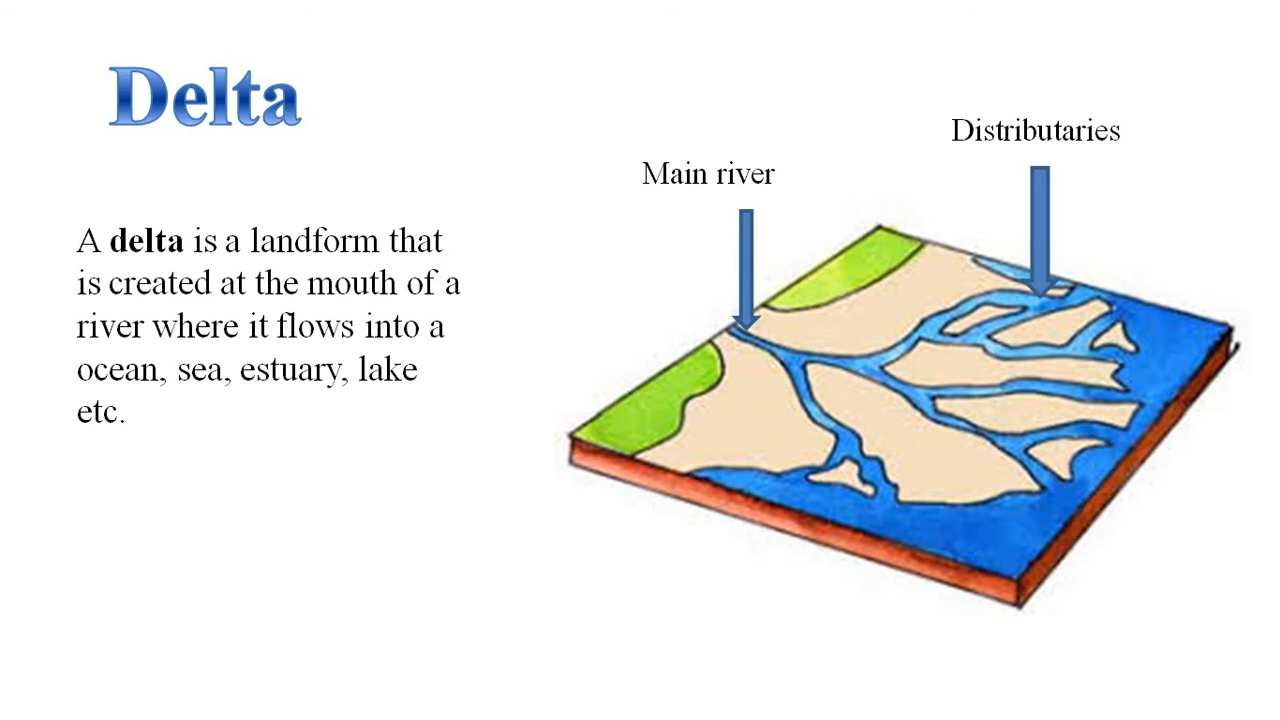 Delta
Distributaries
Main river
A delta is a landform that
is created at the mouth of a
river where it flows into a
ocean, sea, estuary, lake
etc.